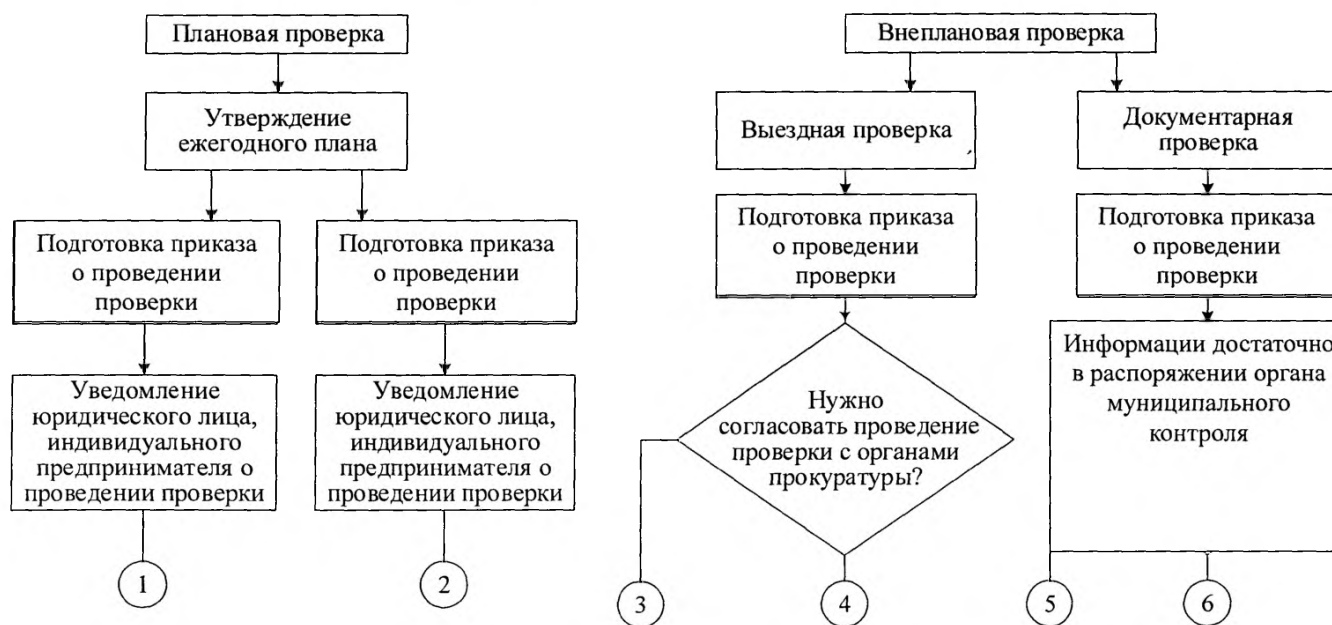 Плановая проверка
Утверждение
ежегодного плана
Подготовка приказа
о проведении
проверки
Подготовка приказа
о проведении
проверки
Уведомление
юридического лица,
индивидуального
предпринимателя о
проведении проверки
Уведомление
юридического лица,
индивидуального
предпринимателя о
проведении проверки
1
2
Внеплановая проверка
Выездная проверка
Документарная
проверка
Подготовка приказа
о проведении
проверки
Подготовка приказа
о проведении
проверки
Нужно
согласовать проведение
проверки с органами
прокуратуры?
Информации достаточно
в распоряжении органа
муниципального
контроля
3
4
5
6